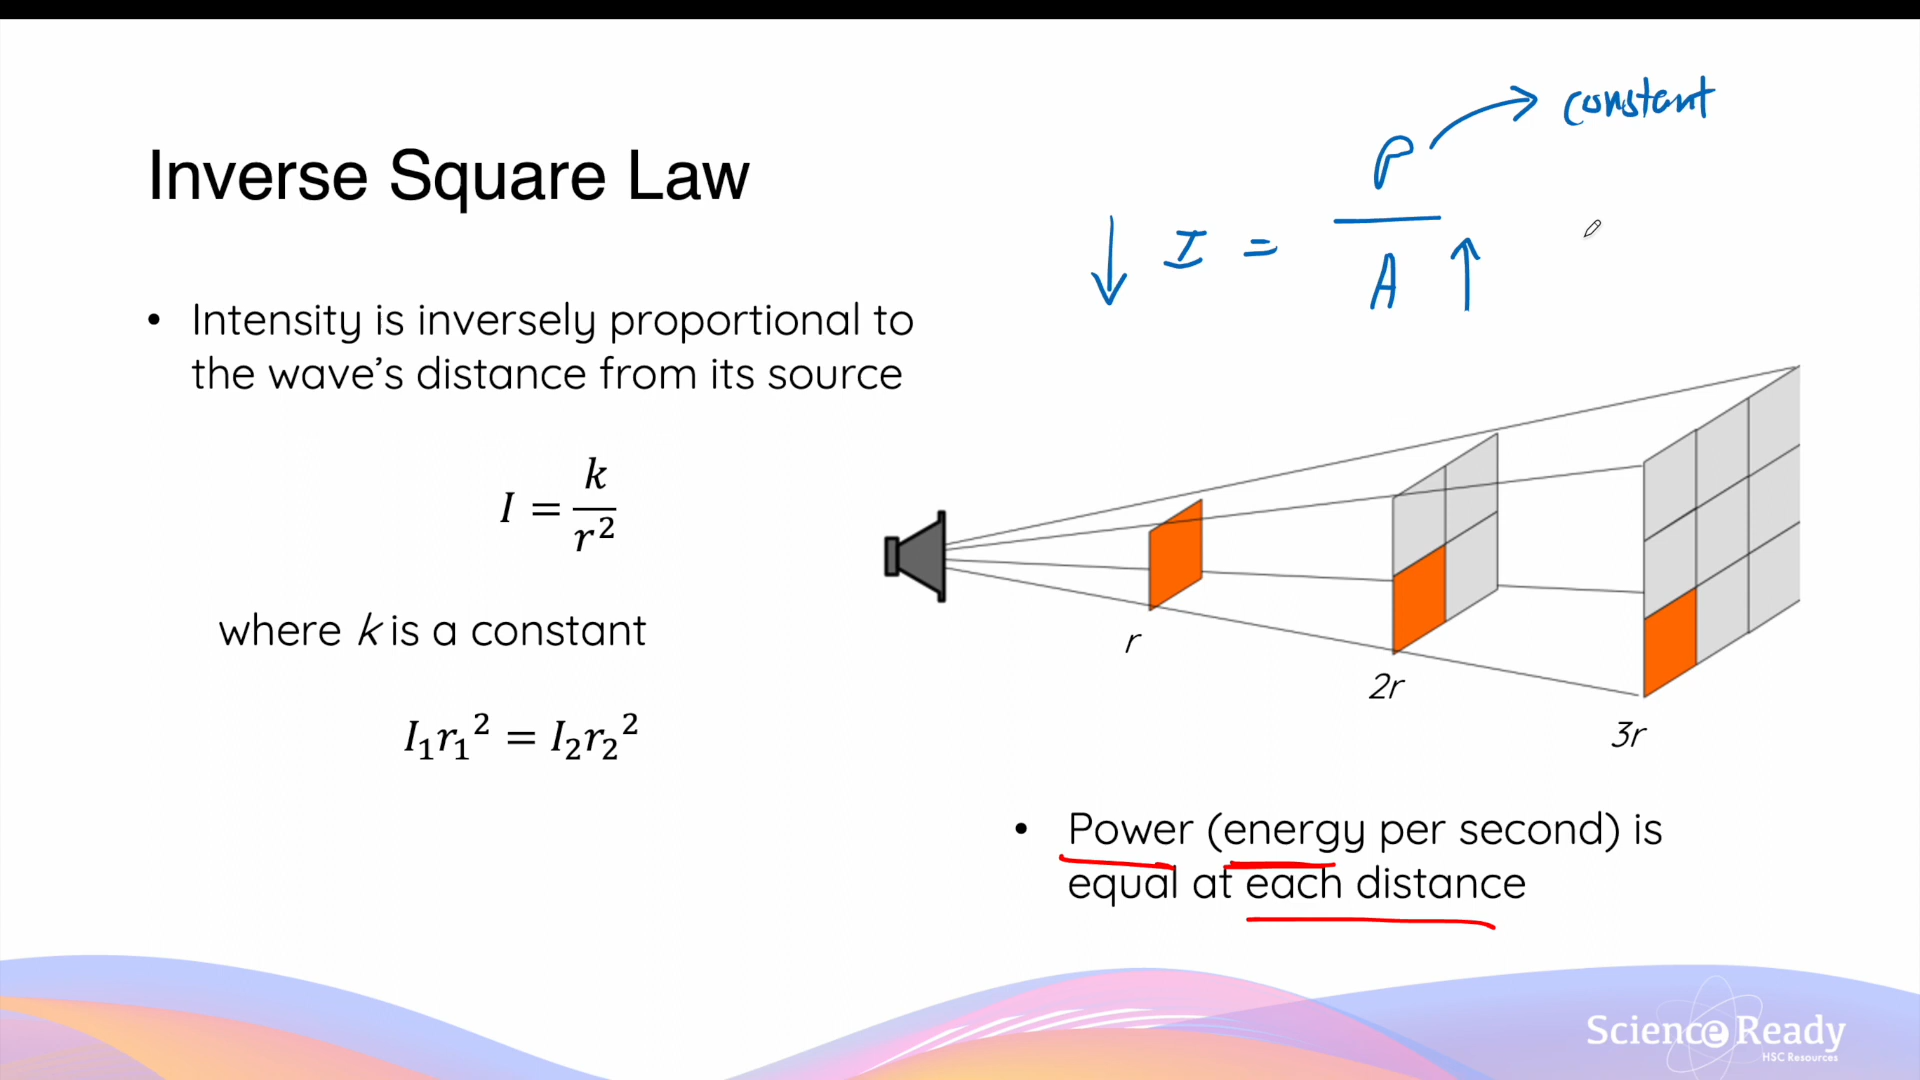 Inverse Square Law
• Intensity is inversely proportional to
the wave’s distance from its source
I = k/r²
where k is a constant
I₁r₁² = I₂r₂²
↓ I = P/A ↑
→ constant
r
2r
3r
• Power (energy per second) is
equal at each distance
Science Ready
HSC Resources